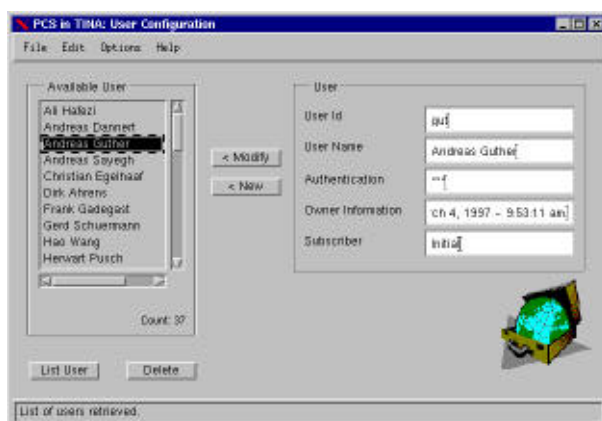 PCS in TINA: User Configuration
File Edit Options Help
Available User
Ali Hafezi
Andreas Dannert
Andreas Guther
Andreas Sayegh
Christian Egelhaaf
Dirk Ahrens
Frank Gadegast
Gerd Schuermann
Hao Wang
Herwart Pusch
Count: 37
List User
Delete
< Modify
< New
User
User Id
gut
User Name
Andreas Guther
Authentication
Owner Information
ch 4, 1997 - 9:53:11 am
Subscriber
Initial
List of users retrieved.